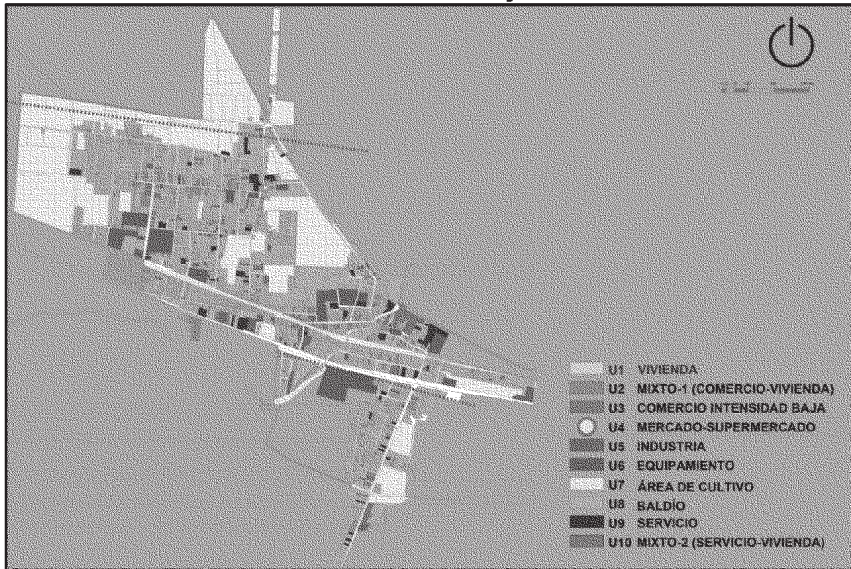 U1 VIVIENDA
U2 MIXTO-1 (COMERCIO-VIVIENDA)
U3 COMERCIO INTENSIDAD BAJA
U4 MERCADO-SUPERMERCADO
U5 INDUSTRIA
U6 EQUIPAMIENTO
U7 ÁREA DE CULTIVO
U8 BALDÍO
U9 SERVICIO
U10 MIXTO-2 (SERVICIO-VIVIENDA)